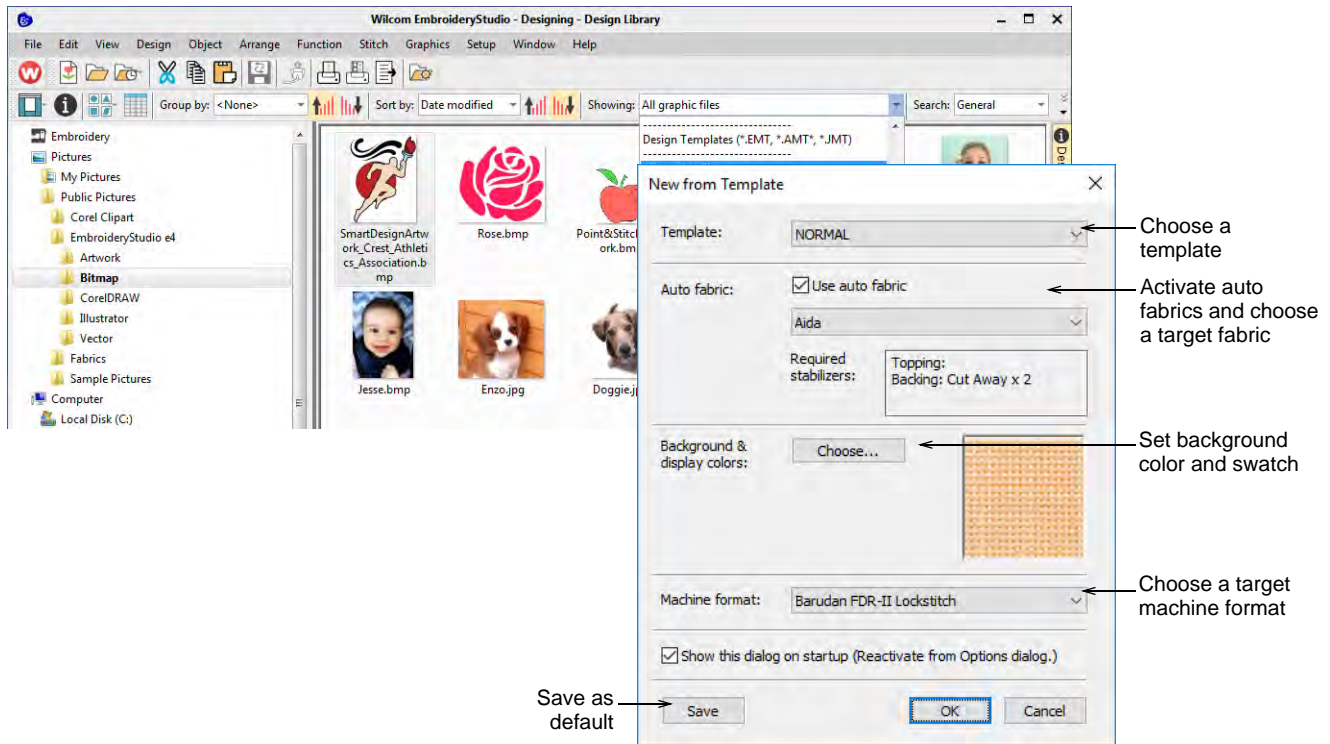 Wilcom EmbroideryStudio - Designing - Design Library
File Edit View Design Object Arrange Function Stitch Graphics Setup Window Help
Group by: <None> Sort by: Date modified Showing: All graphic files Search: General
Design Templates (*.EMT, *.AMT*, *.JMT)
Embroidery
Pictures
My Pictures
Public Pictures
Corel Clipart
EmbroideryStudio e4
Artwork
Bitmap
CorelDRAW
Illustrator
Vector
Fabrics
Sample Pictures
Computer
Local Disk (C:)
SmartDesignArtw
ork_Crest_Athleti
cs_Association.b
mp
Rose.bmp
Point&Stitc
ork.bm
Jesse.bmp
Enzo.jpg
Doggie.j
De
New from Template
Template: NORMAL
Auto fabric: Use auto fabric
Aida
Required
stabilizers:
Topping:
Backing: Cut Away x 2
Background &
display colors:
Choose...
Machine format: Barudan FDR-II Lockstitch
Show this dialog on startup (Reactivate from Options dialog.)
Save OK Cancel
Choose a
template
Activate auto
fabrics and choose
a target fabric
Set background
color and swatch
Choose a target
machine format
Save as
default